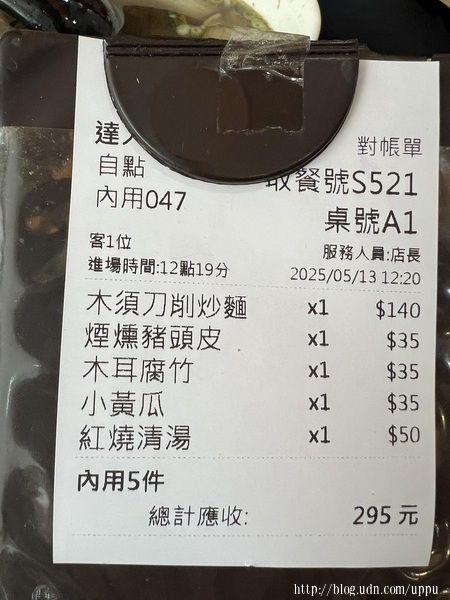 達
對帳單
自點
取餐號S521
內用047
桌號A1
客1位
服務人員:店長
進場時間:12點19分
2025/05/13 12:20
木須刀削炒麵 x1 $140
煙燻豬頭皮 x1 $35
木耳腐竹 x1 $35
小黃瓜 x1 $35
紅燒清湯 x1 $50
內用5件
總計應收: 295 元
http://blog.udn.com/uppu